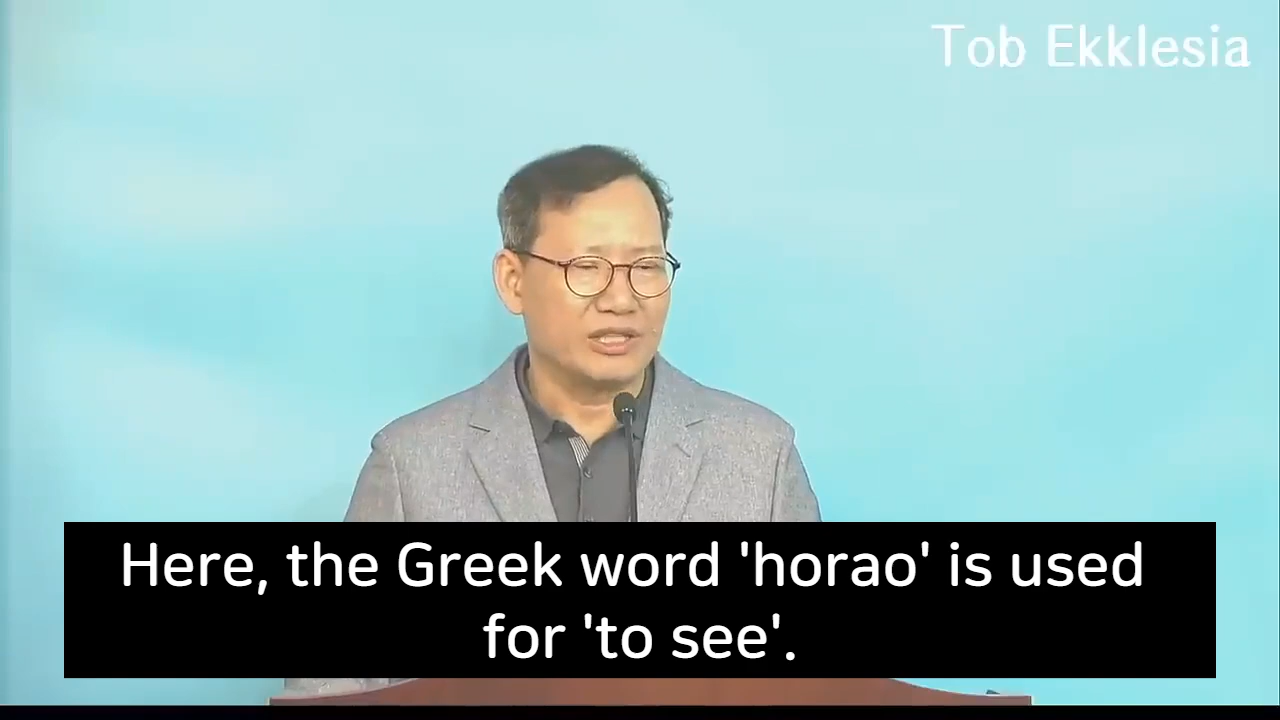 Tob Ekklesia
Here, the Greek word 'horao' is used
for 'to see'.